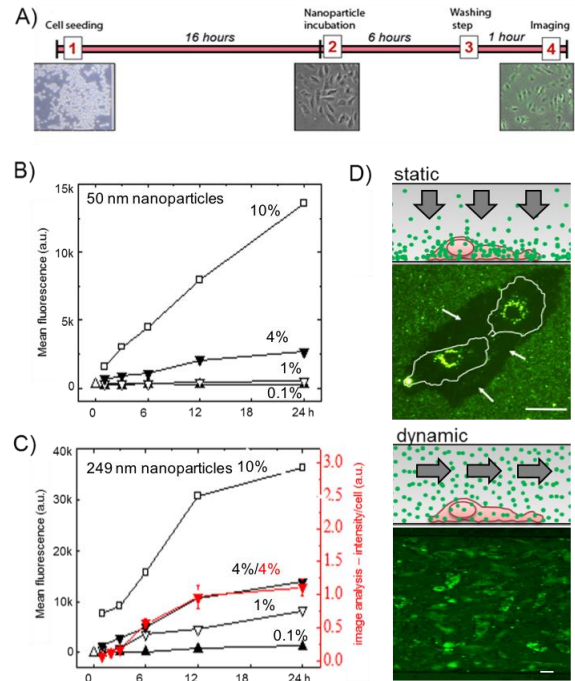 A)
Cell seeding
Nanoparticle
incubation
Washing
step
Imaging
16 hours
6 hours
1 hour
1
2
3
4
B)
50 nm nanoparticles
15k
10k
5k
0
Mean fluorescence (a.u.)
10%
4%
1%
0.1%
0 6 12 18 24 h
C)
249 nm nanoparticles 10%
40k
30k
20k
10k
0
Mean fluorescence (a.u.)
4%/4%
1%
0.1%
0 6 12 18 24 h
3.0
2.5
2.0
1.5
1.0
0.5
0.0
image analysis – intensity/cell (a.u.)
D)
static
dynamic